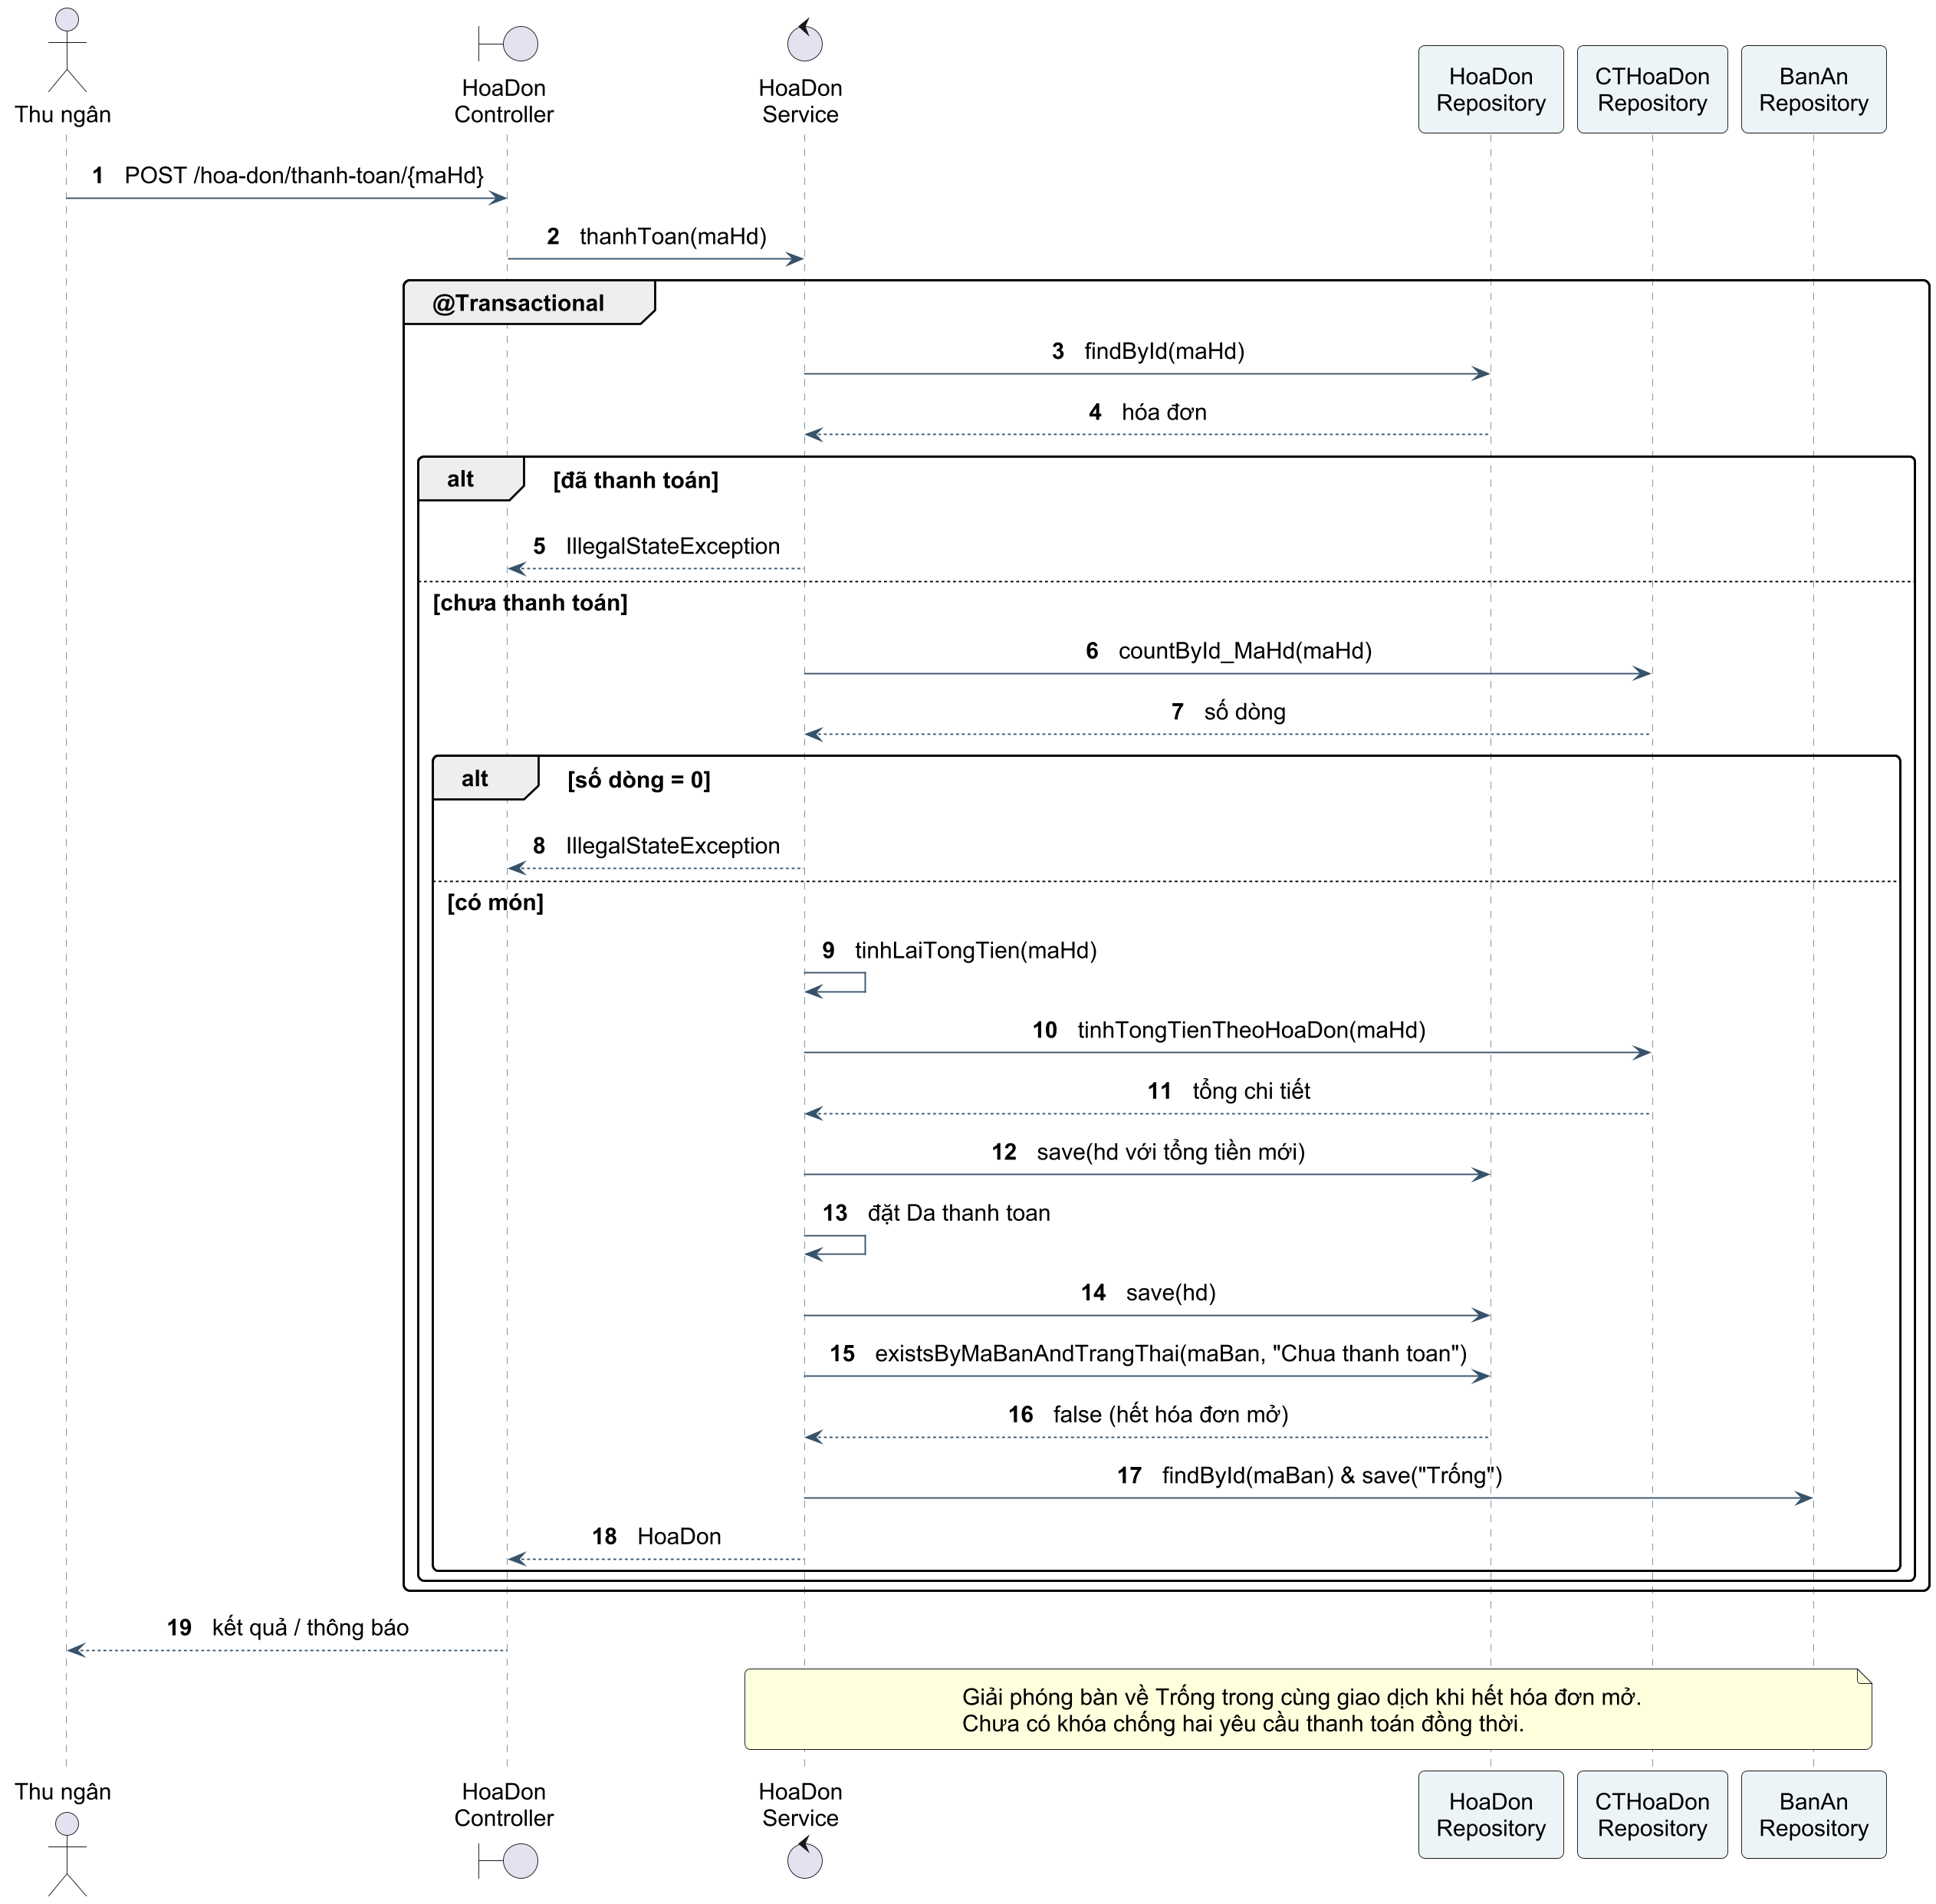 Thu ngân
HoaDon
Controller
HoaDon
Service
HoaDon
Repository
CTHoaDon
Repository
BanAn
Repository
1 POST /hoa-don/thanh-toan/{maHd}
2 thanhToan(maHd)
@Transactional
3 findById(maHd)
4 hóa đơn
alt [đã thanh toán]
5 IllegalStateException
[chưa thanh toán]
6 countById_MaHd(maHd)
7 số dòng
alt [số dòng = 0]
8 IllegalStateException
[có món]
9 tinhLaiTongTien(maHd)
10 tinhTongTienTheoHoaDon(maHd)
11 tổng chi tiết
12 save(hd với tổng tiền mới)
13 đặt Da thanh toan
14 save(hd)
15 existsByMaBanAndTrangThai(maBan, "Chua thanh toan")
16 false (hết hóa đơn mở)
17 findById(maBan) & save("Trống")
18 HoaDon
19 kết quả / thông báo
Giải phóng bàn về Trống trong cùng giao dịch khi hết hóa đơn mở.
Chưa có khóa chống hai yêu cầu thanh toán đồng thời.
Thu ngân
HoaDon
Controller
HoaDon
Service
HoaDon
Repository
CTHoaDon
Repository
BanAn
Repository